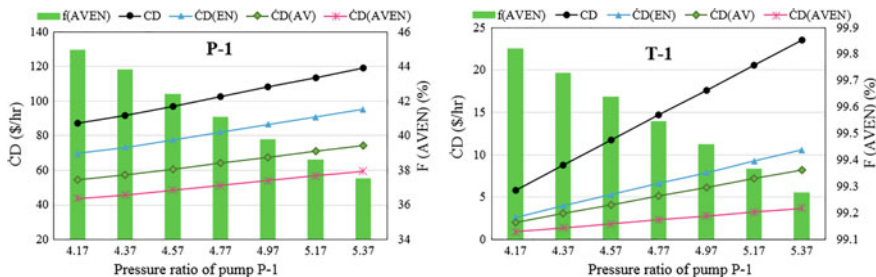 f(AVEN) CD ĊD(EN) ĊD(AV) ĊD(AVEN)
P-1
ĊD ($/hr)
140
120
100
80
60
40
20
F (AVEN) (%)
46
44
42
40
38
36
34
4.17 4.37 4.57 4.77 4.97 5.17 5.37
Pressure ratio of pump P-1
f(AVEN) CD ĊD(EN) ĊD(AV) ĊD(AVEN)
T-1
ĊD ($/hr)
25
20
15
10
5
0
F (AVEN) (%)
99.9
99.8
99.7
99.6
99.5
99.4
99.3
99.2
99.1
4.17 4.37 4.57 4.77 4.97 5.17 5.37
Pressure ratio of pump P-1